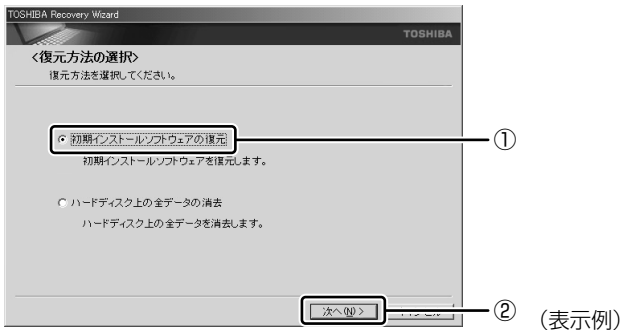 TOSHIBA Recovery Wizard
TOSHIBA
<復元方法の選択>
復元方法を選択してください。
初期インストールソフトウェアの復元
①
初期インストールソフトウェアを復元します。
ハードディスク上の全データの消去
ハードディスク上の全データを消去します。
次へ(N) >
②
(表示例)